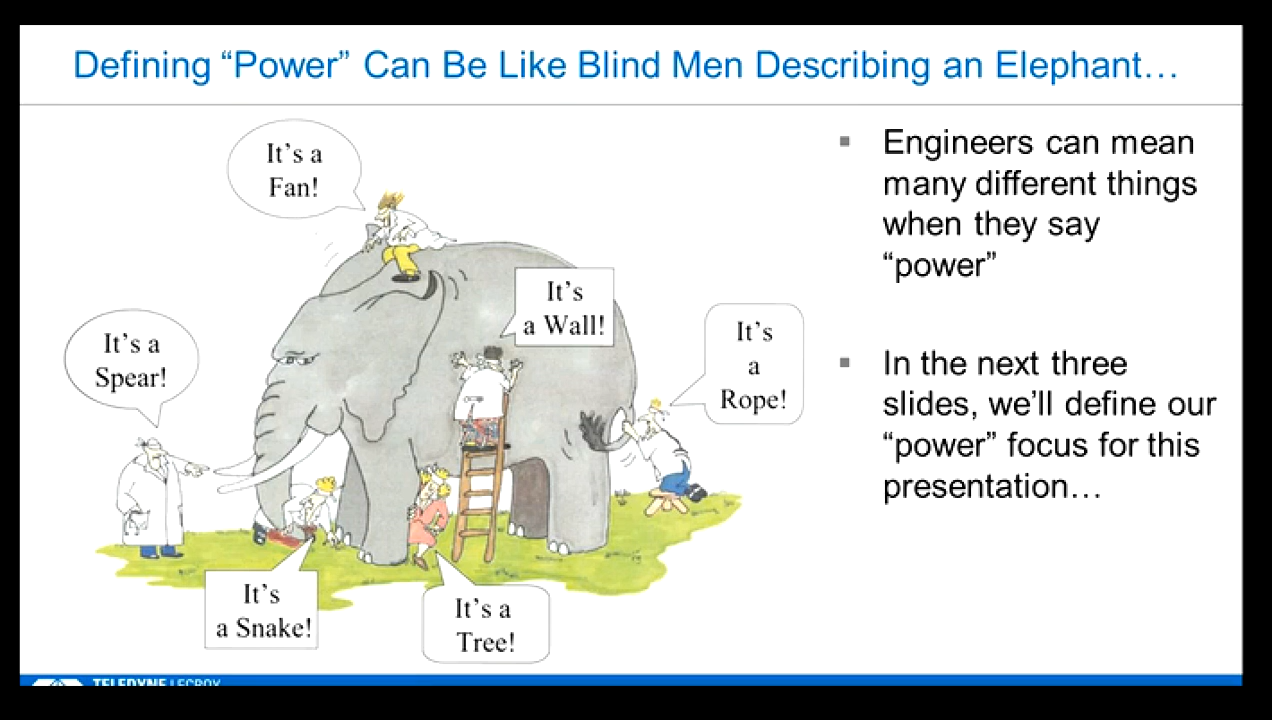 Defining “Power” Can Be Like Blind Men Describing an Elephant…
It’s a
Fan!
It’s
a Wall!
It’s
a
Rope!
It’s a
Spear!
It’s
a Snake!
It’s a
Tree!
Engineers can mean
many different things
when they say
“power”
In the next three
slides, we’ll define our
“power” focus for this
presentation…
TELEDYNE LECROY